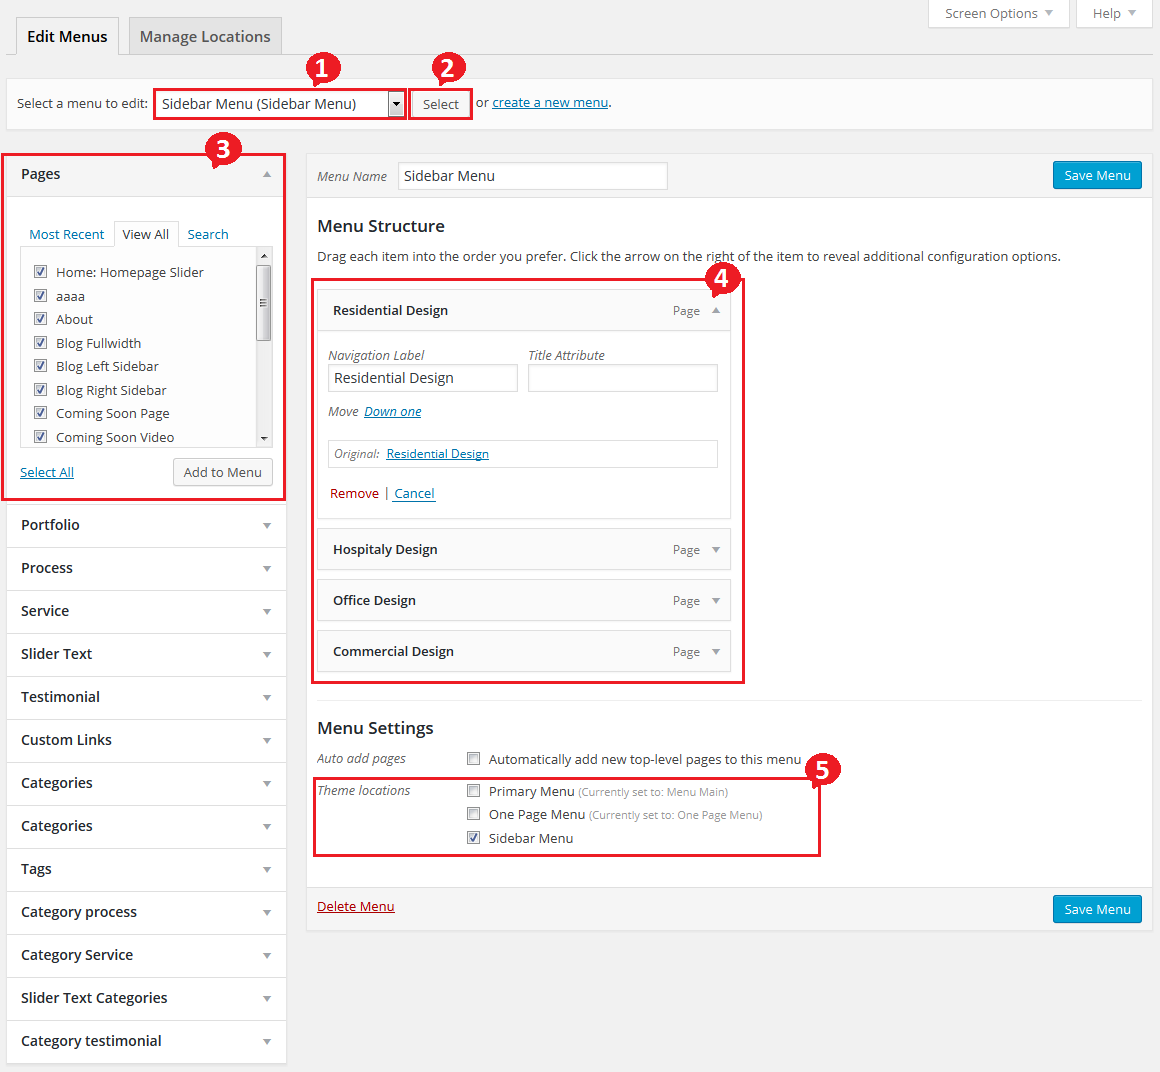 Screen Options
Help
Edit Menus
Manage Locations
1
2
Select a menu to edit:
Sidebar Menu (Sidebar Menu)
Select
or create a new menu.
3
Pages
Most Recent
View All
Search
Home: Homepage Slider
aaaa
About
Blog Fullwidth
Blog Left Sidebar
Blog Right Sidebar
Coming Soon Page
Coming Soon Video
Select All
Add to Menu
Portfolio
Process
Service
Slider Text
Testimonial
Custom Links
Categories
Categories
Tags
Category process
Category Service
Slider Text Categories
Category testimonial
Menu Name
Sidebar Menu
Save Menu
Menu Structure
Drag each item into the order you prefer. Click the arrow on the right of the item to reveal additional configuration options.
4
Residential Design
Page
Navigation Label
Title Attribute
Residential Design
Move Down one
Original: Residential Design
Remove | Cancel
Hospitaly Design
Page
Office Design
Page
Commercial Design
Page
Menu Settings
Auto add pages
Automatically add new top-level pages to this menu
5
Theme locations
Primary Menu (Currently set to: Menu Main)
One Page Menu (Currently set to: One Page Menu)
Sidebar Menu
Delete Menu
Save Menu